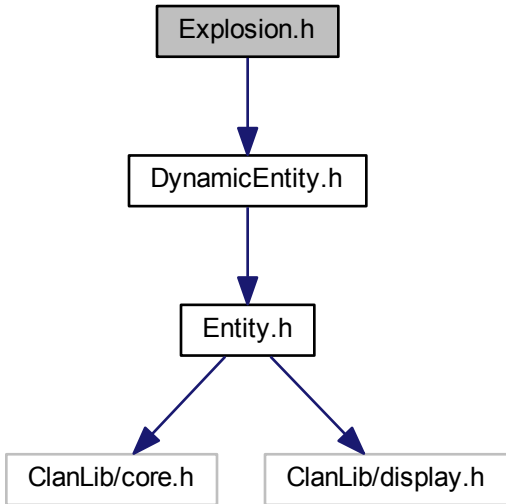 Explosion.h
DynamicEntity.h
Entity.h
ClanLib/core.h
ClanLib/display.h